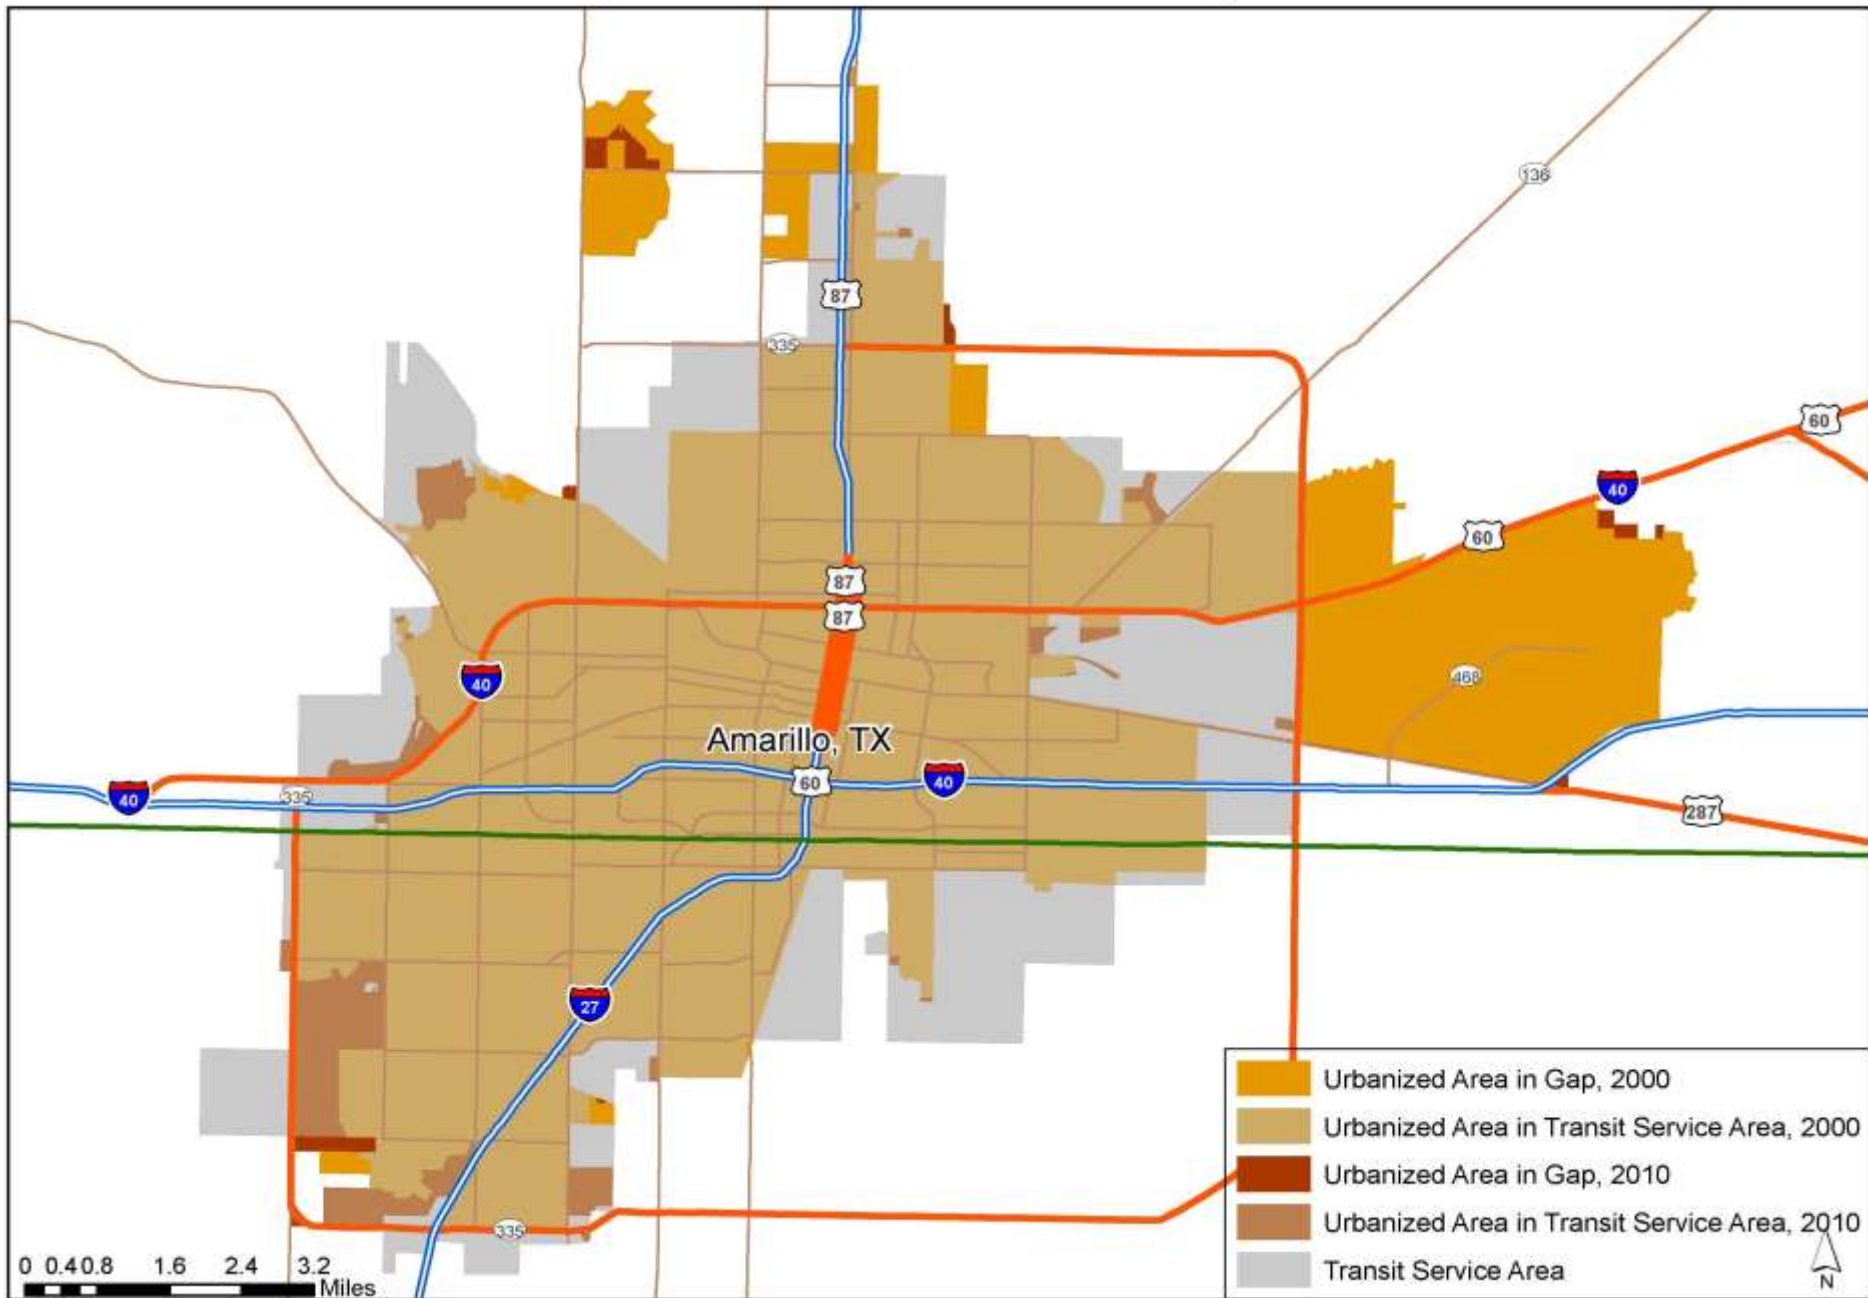 136
87
335
60
40
60
87
87
468
40
Amarillo, TX
60
40
40
335
287
27
335
Urbanized Area in Gap, 2000
Urbanized Area in Transit Service Area, 2000
Urbanized Area in Gap, 2010
Urbanized Area in Transit Service Area, 2010
Transit Service Area
N
0 0.4 0.8 1.6 2.4 3.2
Miles